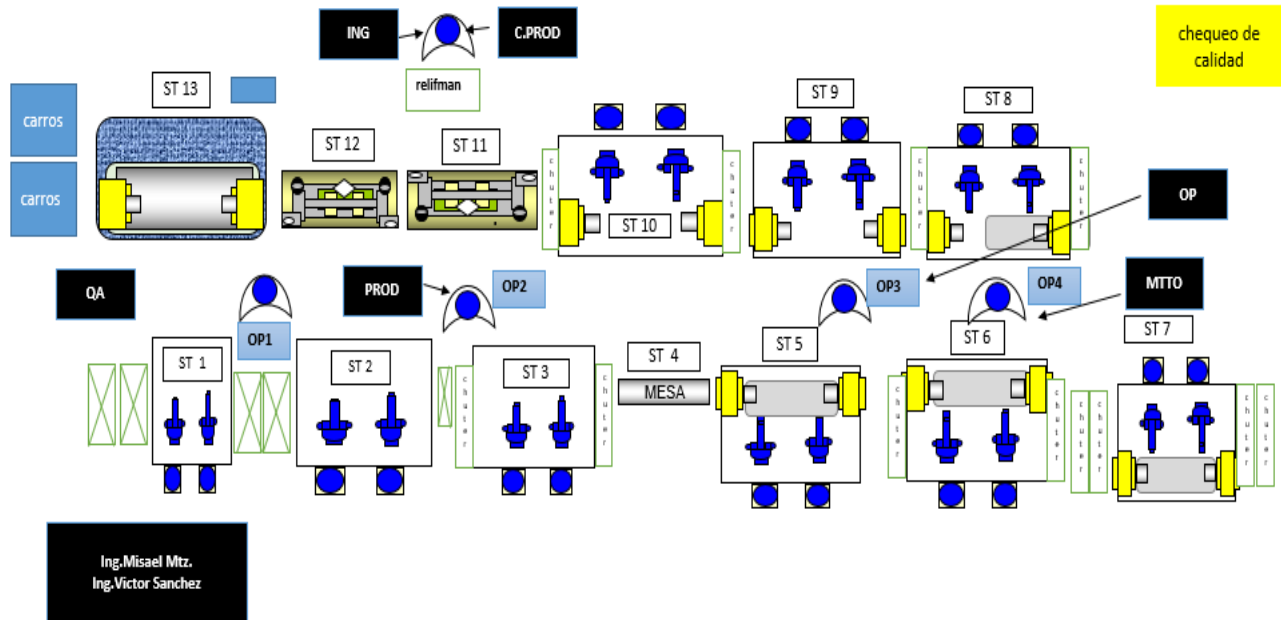 ING
C.PROD
chequeo de
calidad
relifman
ST 13
ST 9
ST 8
carros
ST 12
ST 11
carros
chuter
chuter
chuter
chuter
ST 10
OP
QA
PROD
OP2
OP3
OP4
MTTO
OP1
ST 1
ST 2
ST 3
ST 4
ST 5
ST 6
ST 7
MESA
chuter
chuter
chuter
chuter
chuter
chuter
chuter
chuter
Ing.Misael Mtz.
Ing.Victor Sanchez